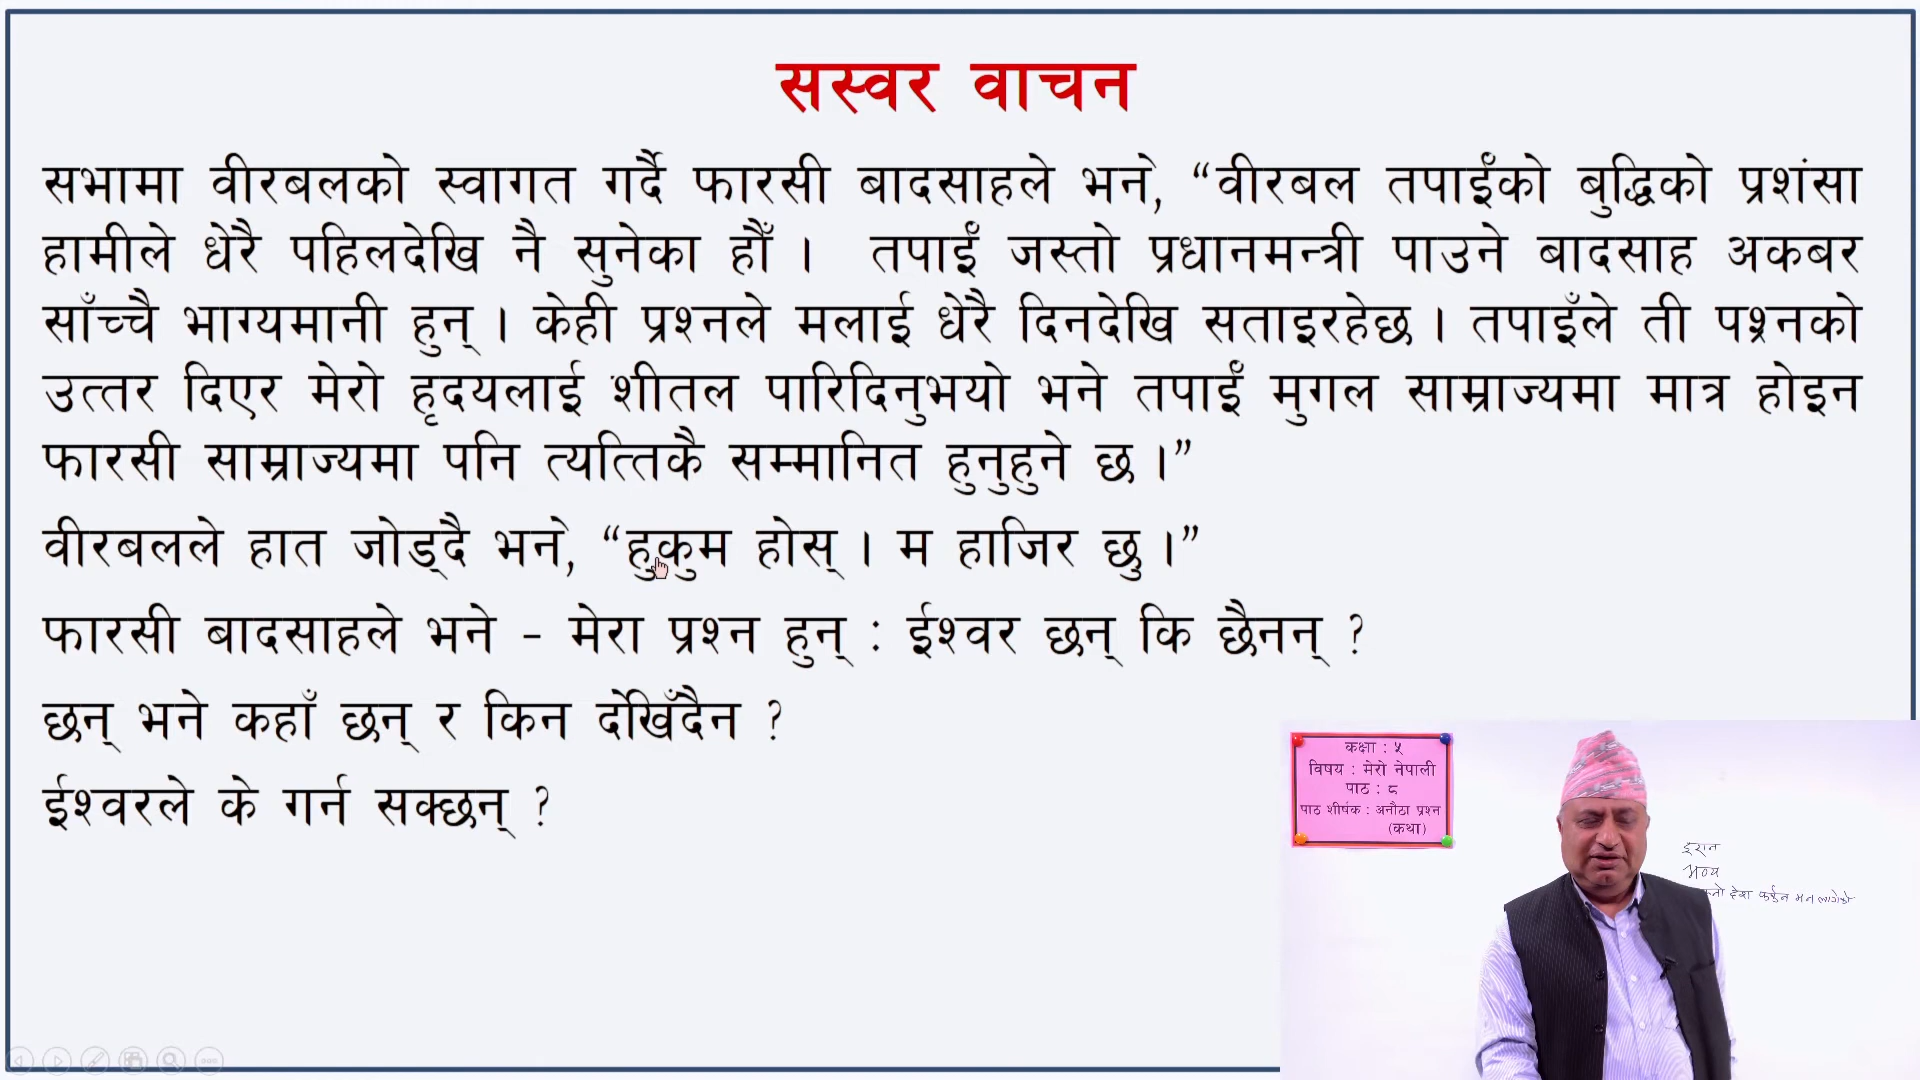 सस्वर वाचन
सभामा वीरबलको स्वागत गर्दै फारसी बादसाहले भने, “वीरबल तपाईंको बुद्धिको प्रशंसा
हामीले धेरै पहिलदेखि नै सुनेका हौँ । तपाईं जस्तो प्रधानमन्त्री पाउने बादसाह अकबर
साँच्चै भाग्यमानी हुन् । केही प्रश्नले मलाई धेरै दिनदेखि सताइरहेछ । तपाइँले ती पश्र्नको
उत्तर दिएर मेरो हृदयलाई शीतल पारिदिनुभयो भने तपाईं मुगल साम्राज्यमा मात्र होइन
फारसी साम्राज्यमा पनि त्यत्तिकै सम्मानित हुनुहुने छ ।”
वीरबलले हात जोड्दै भने, “हुकुम होस् । म हाजिर छु ।”
फारसी बादसाहले भने - मेरा प्रश्न हुन् : ईश्वर छन् कि छैनन् ?
छन् भने कहाँ छन् र किन देखिँदैन ?
ईश्वरले के गर्न सक्छन् ?
कक्षा : ५
विषय : मेरो नेपाली
पाठ : ८
पाठ शीर्षक : अनौठा प्रश्न
(कथा)
इरान
भव्य
देश फर्कुन मन लागेको